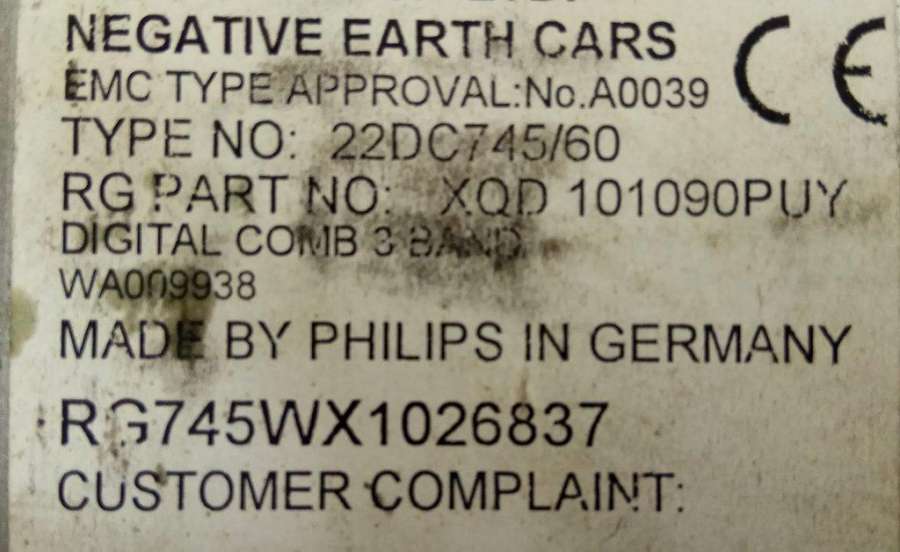 NEGATIVE EARTH CARS
CE
EMC TYPE APPROVAL:No.A0039
TYPE NO: 22DC745/60
RG PART NO: XQD 101090PUY
DIGITAL COMB 3 BAND
WA009938
MADE BY PHILIPS IN GERMANY
RG745WX1026837
CUSTOMER COMPLAINT: